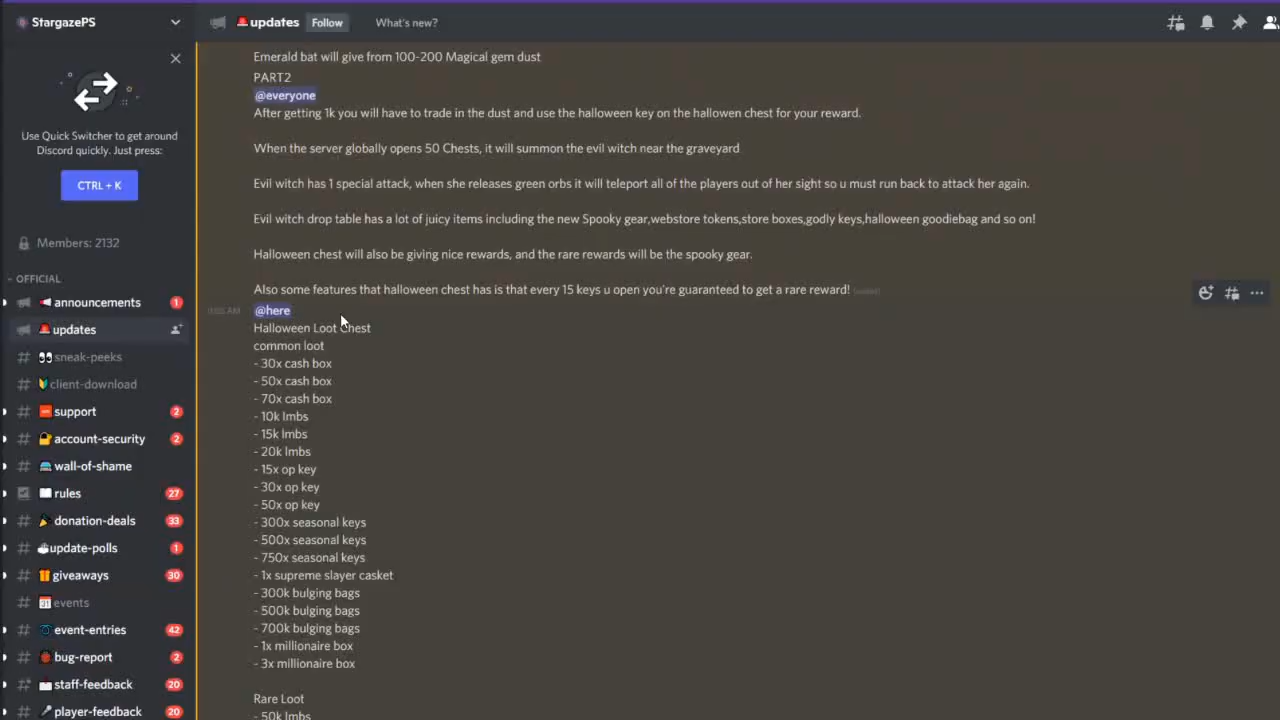 StargazePS
updates
Follow
What's new?
Use Quick Switcher to get around
Discord quickly. Just press:
CTRL + K
Members: 2132
OFFICIAL
announcements
1
updates
sneak-peeks
client-download
support
2
account-security
2
wall-of-shame
rules
27
donation-deals
33
update-polls
1
giveaways
30
events
event-entries
42
bug-report
2
staff-feedback
20
player-feedback
20
Emerald bat will give from 100-200 Magical gem dust
PART2
@everyone
After getting 1k you will have to trade in the dust and use the halloween key on the hallowen chest for your reward.
When the server globally opens 50 Chests, it will summon the evil witch near the graveyard
Evil witch has 1 special attack, when she releases green orbs it will teleport all of the players out of her sight so u must run back to attack her again.
Evil witch drop table has a lot of juicy items including the new Spooky gear,webstore tokens,store boxes,godly keys,halloween goodiebag and so on!
Halloween chest will also be giving nice rewards, and the rare rewards will be the spooky gear.
Also some features that halloween chest has is that every 15 keys u open you're guaranteed to get a rare reward! (edited)
@here
Halloween Loot Chest
common loot
- 30x cash box
- 50x cash box
- 70x cash box
- 10k lmbs
- 15k lmbs
- 20k lmbs
- 15x op key
- 30x op key
- 50x op key
- 300x seasonal keys
- 500x seasonal keys
- 750x seasonal keys
- 1x supreme slayer casket
- 300k bulging bags
- 500k bulging bags
- 700k bulging bags
- 1x millionaire box
- 3x millionaire box
Rare Loot
- 50k lmbs